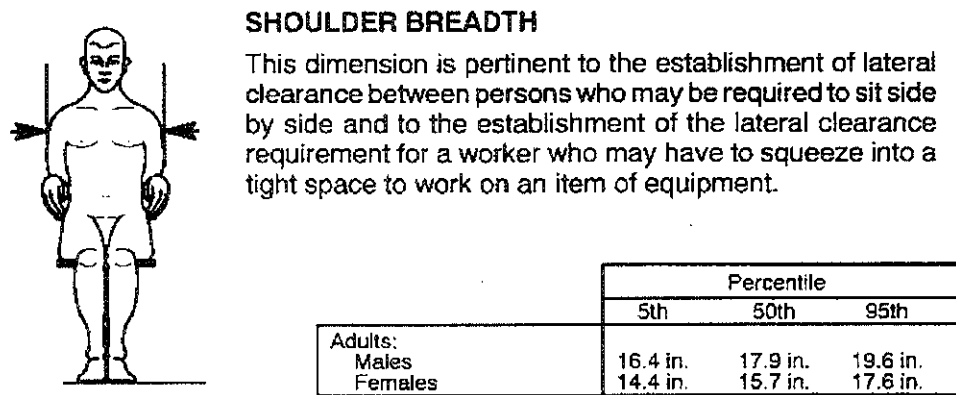 SHOULDER BREADTH
This dimension is pertinent to the establishment of lateral
clearance between persons who may be required to sit side
by side and to the establishment of the lateral clearance
requirement for a worker who may have to squeeze into a
tight space to work on an item of equipment.
Percentile
5th 50th 95th
Adults:
Males 16.4 in. 17.9 in. 19.6 in.
Females 14.4 in. 15.7 in. 17.6 in.